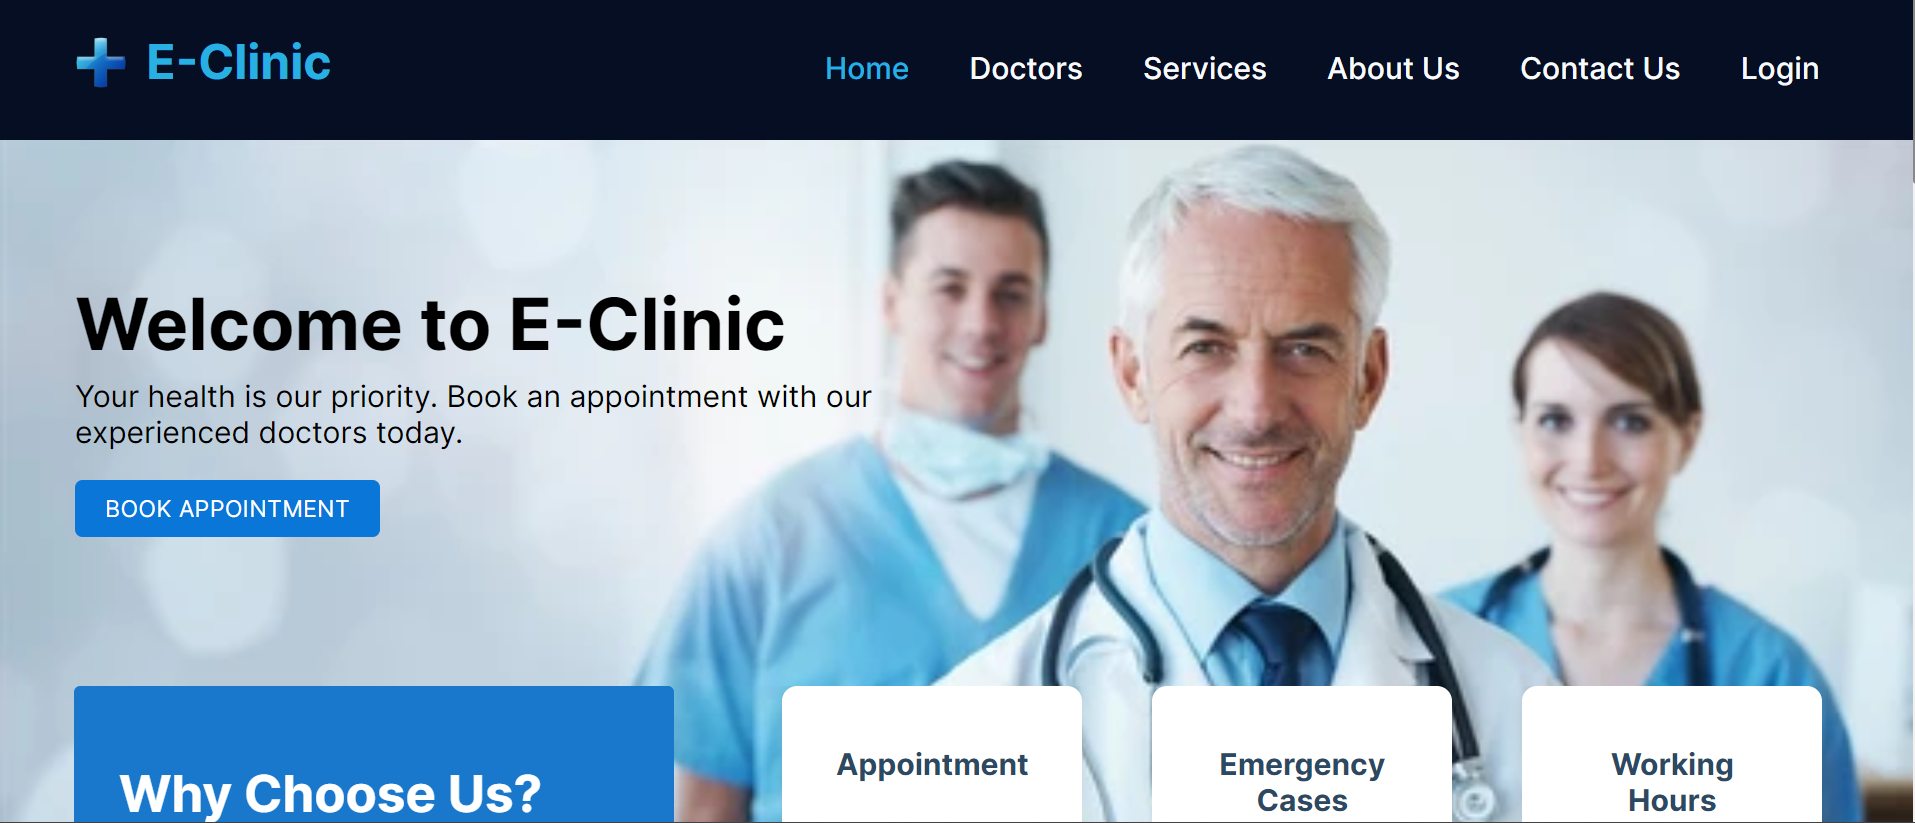 E-Clinic
Home Doctors Services About Us Contact Us Login
Welcome to E-Clinic
Your health is our priority. Book an appointment with our
experienced doctors today.
BOOK APPOINTMENT
Why Choose Us?
Appointment
Emergency
Cases
Working
Hours